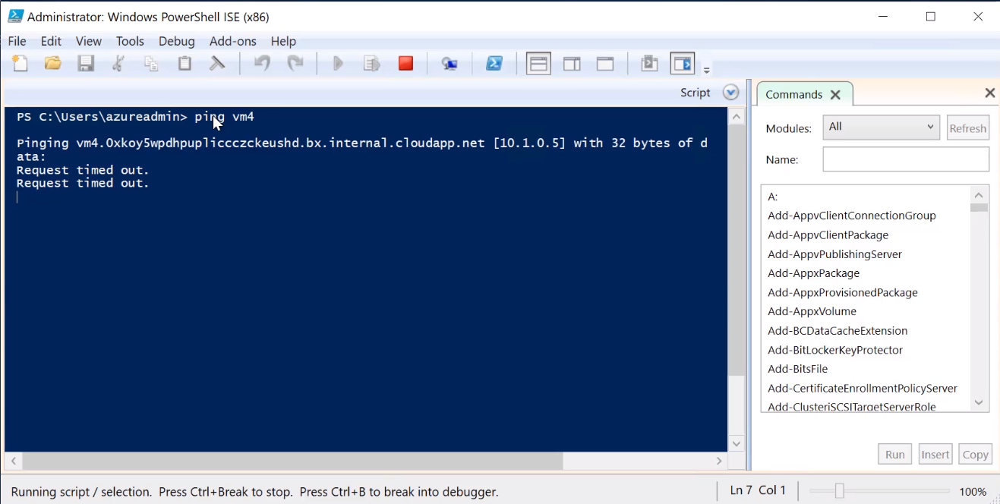 Administrator: Windows PowerShell ISE (x86)
File Edit View Tools Debug Add-ons Help
Script
Commands
PS C:\Users\azureadmin> ping vm4
Pinging vm4.0xkoy5wpdhpupliccczckeushd.bx.internal.cloudapp.net [10.1.0.5] with 32 bytes of d
ata:
Request timed out.
Request timed out.
Modules: All Refresh
Name:
A:
Add-AppvClientConnectionGroup
Add-AppvClientPackage
Add-AppvPublishingServer
Add-AppxPackage
Add-AppxProvisionedPackage
Add-AppxVolume
Add-BCDataCacheExtension
Add-BitLockerKeyProtector
Add-BitsFile
Add-CertificateEnrollmentPolicyServer
Add-ClusteriSCSITargetServerRole
Run Insert Copy
Running script / selection. Press Ctrl+Break to stop. Press Ctrl+B to break into debugger.
Ln 7 Col 1
100%